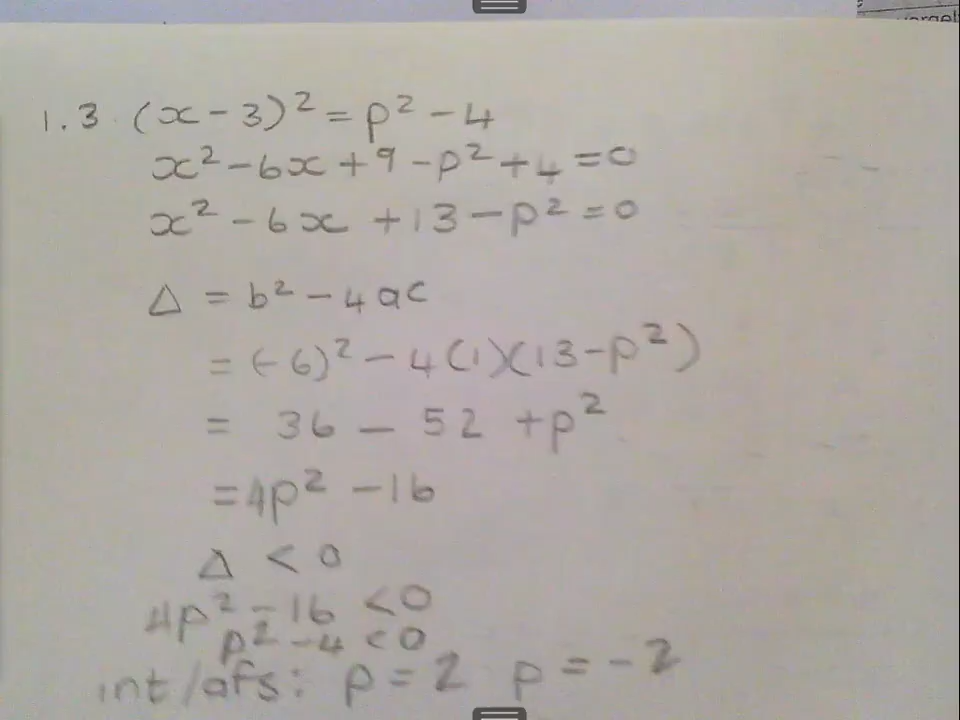 1.3. (x-3)² = p² - 4
x² - 6x + 9 - p² + 4 = 0
x² - 6x + 13 - p² = 0
Δ = b² - 4ac
= (-6)² - 4(1)(13-p²)
= 36 - 52 + p²
= 4p² - 16
Δ < 0
4p² - 16 < 0
p² - 4 < 0
int/afs: p = 2 p = -2